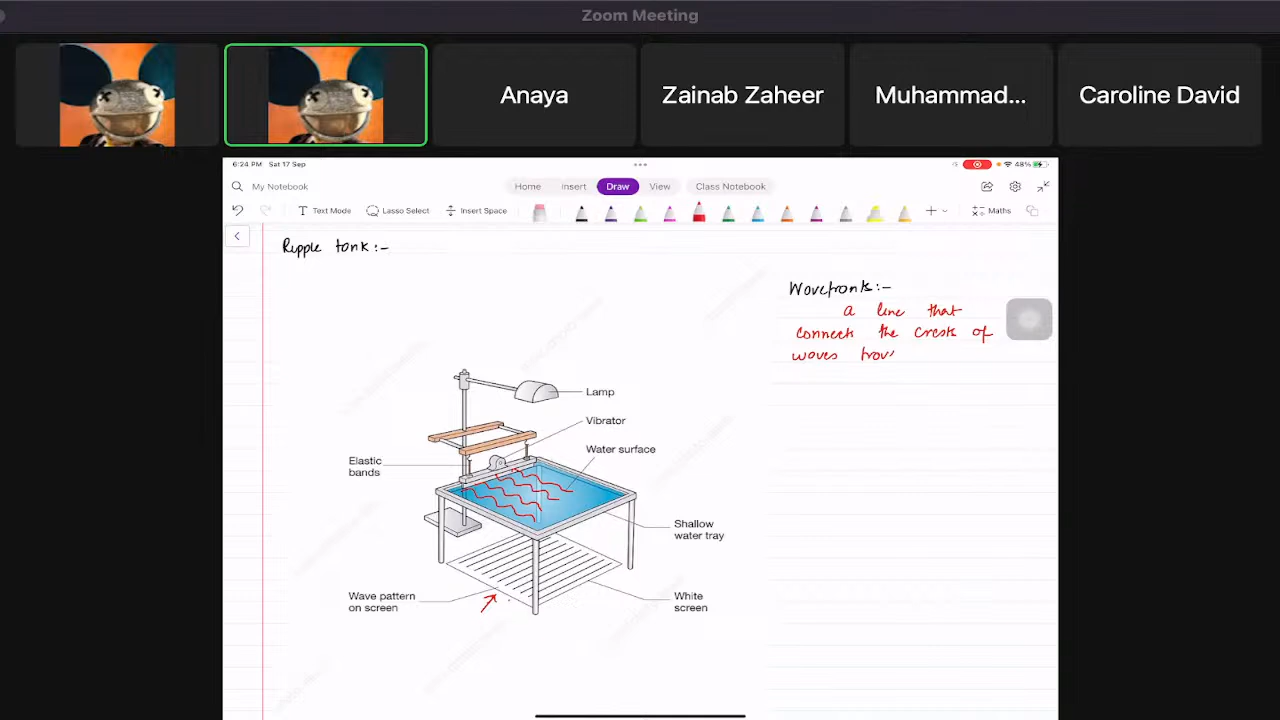 Zoom Meeting
Anaya
Zainab Zaheer
Muhammad...
Caroline David
6:24 PM Sat 17 Sep
48%
My Notebook
Home
Insert
Draw
View
Class Notebook
Text Mode
Lasso Select
Insert Space
Maths
Ripple tank:-
Wavefronts:-
a line that
connects the crests of
waves trav
Lamp
Vibrator
Water surface
Elastic
bands
Shallow
water tray
Wave pattern
on screen
White
screen